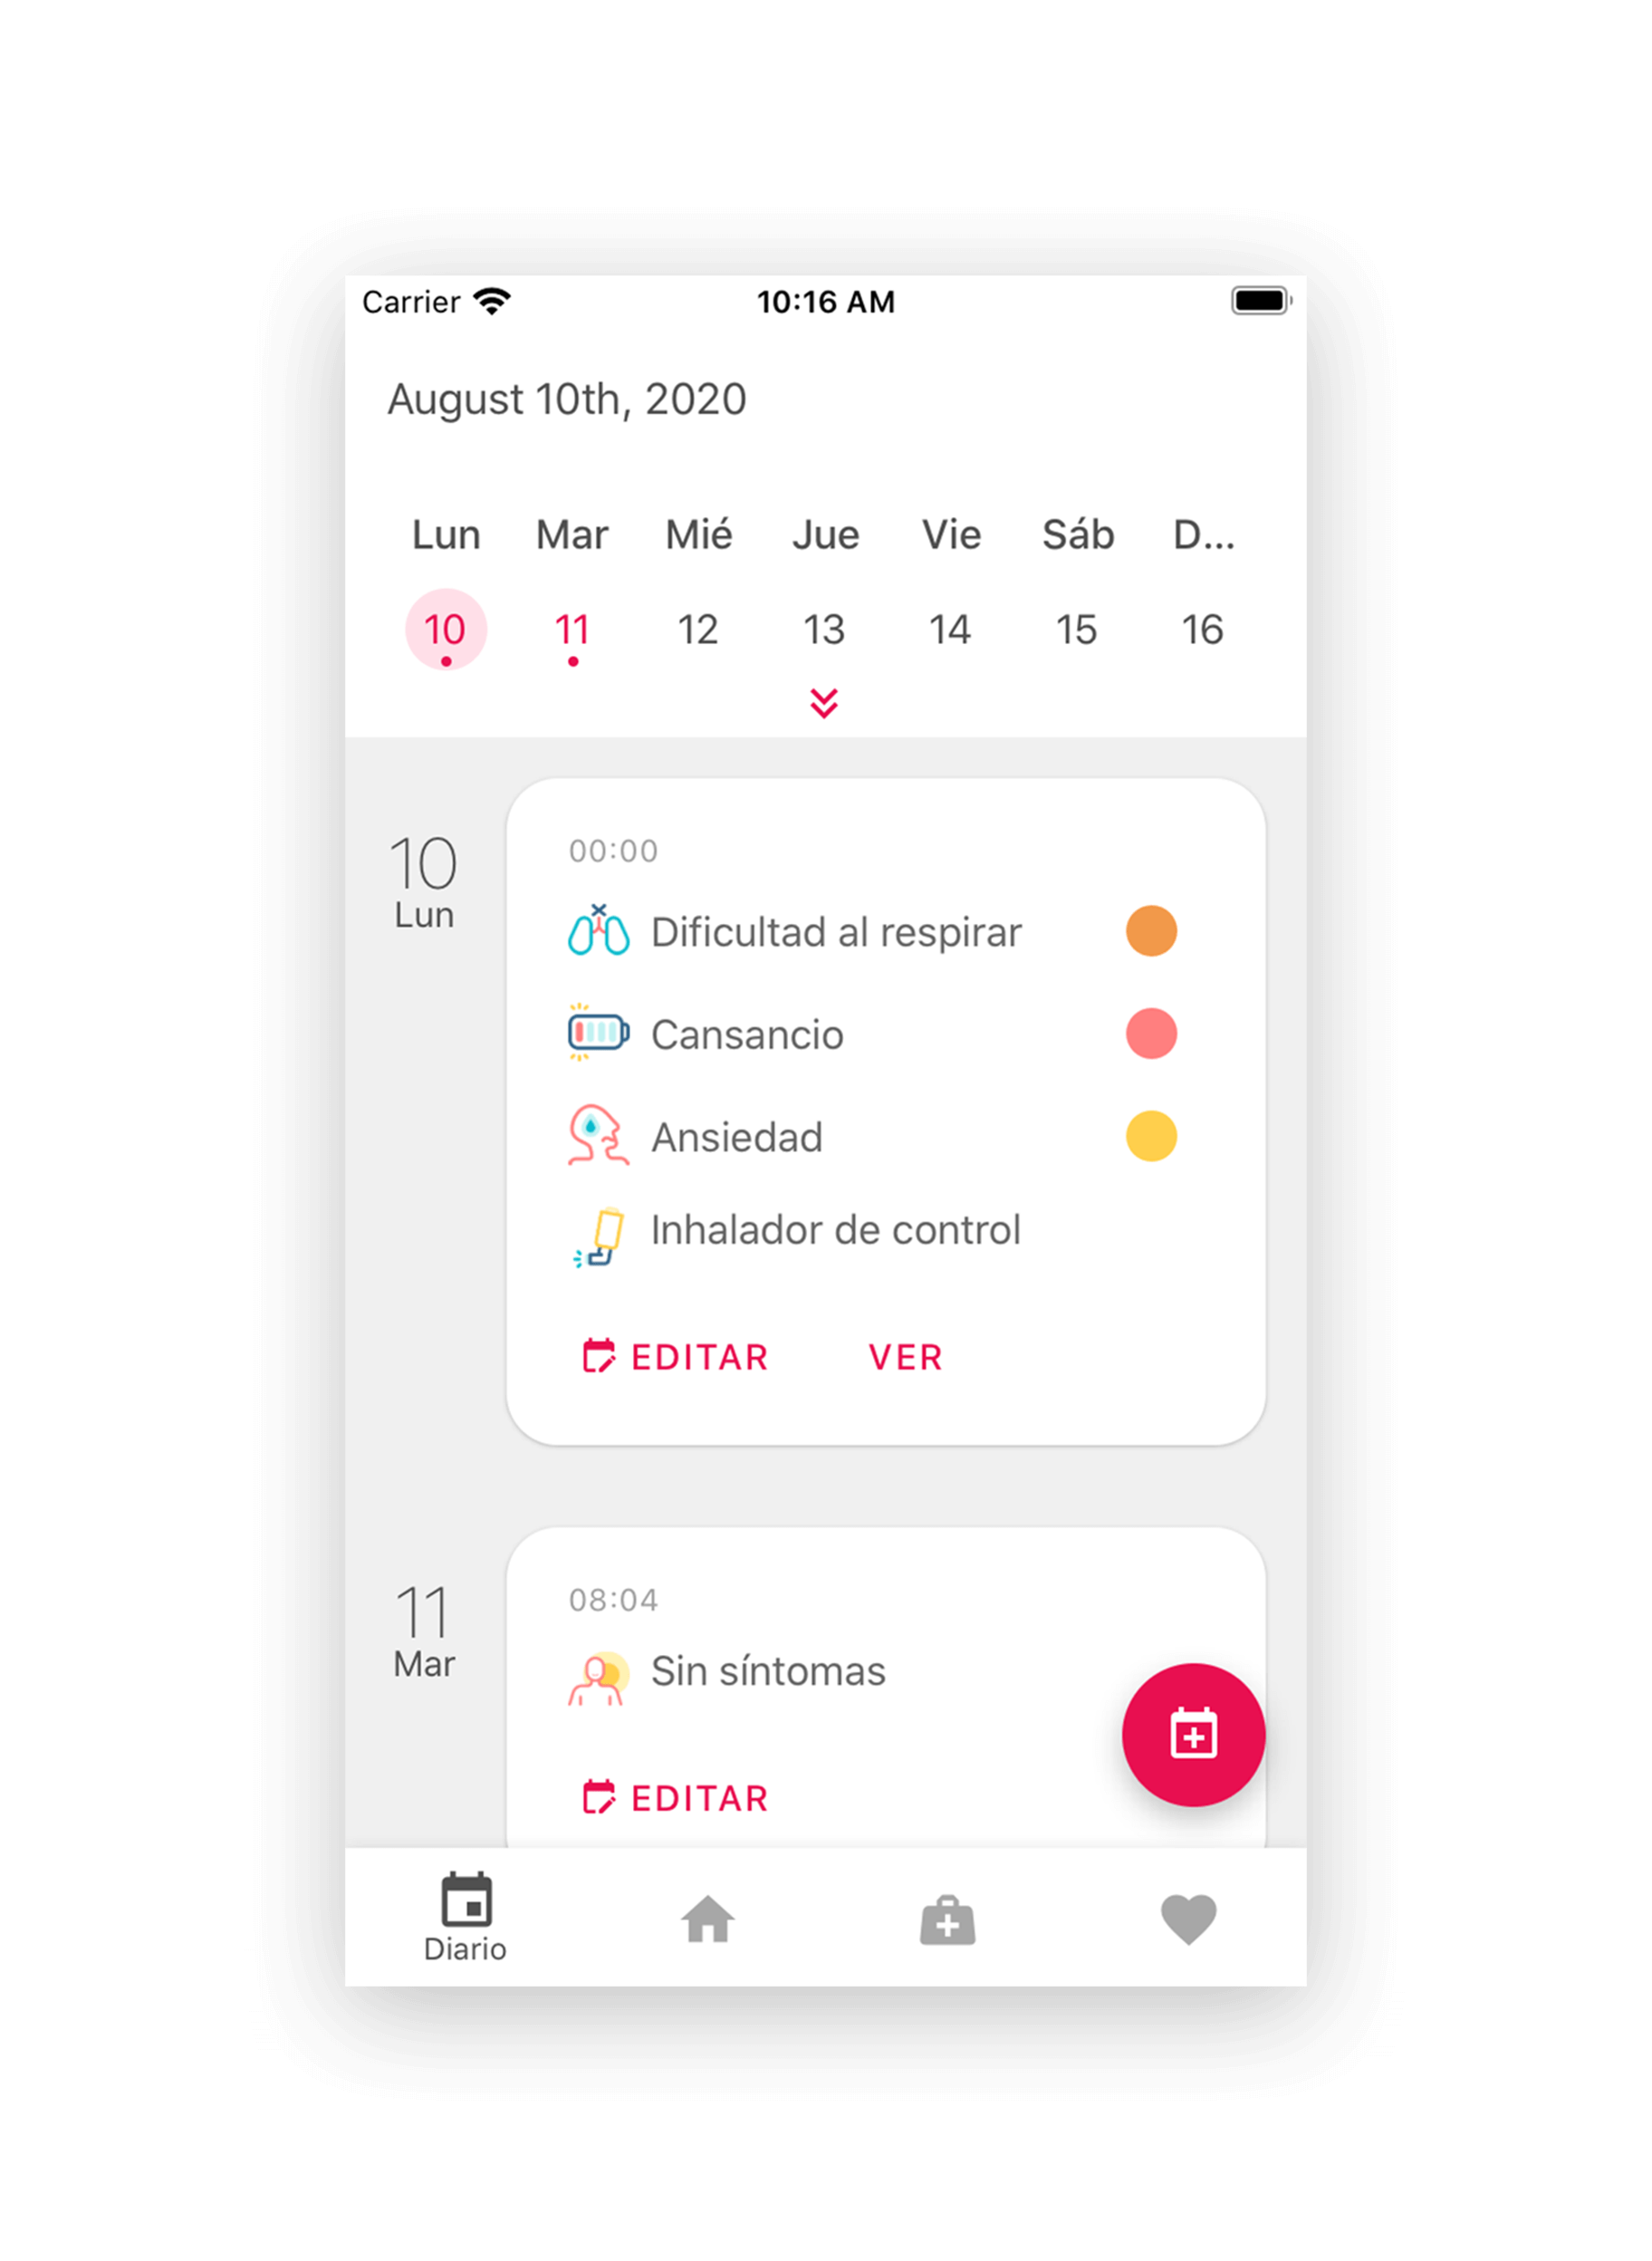 Carrier 10:16 AM
August 10th, 2020
Lun Mar Mié Jue Vie Sáb D...
10 11 12 13 14 15 16
10
Lun
00:00
Dificultad al respirar
Cansancio
Ansiedad
Inhalador de control
EDITAR VER
11
Mar
08:04
Sin síntomas
EDITAR
Diario